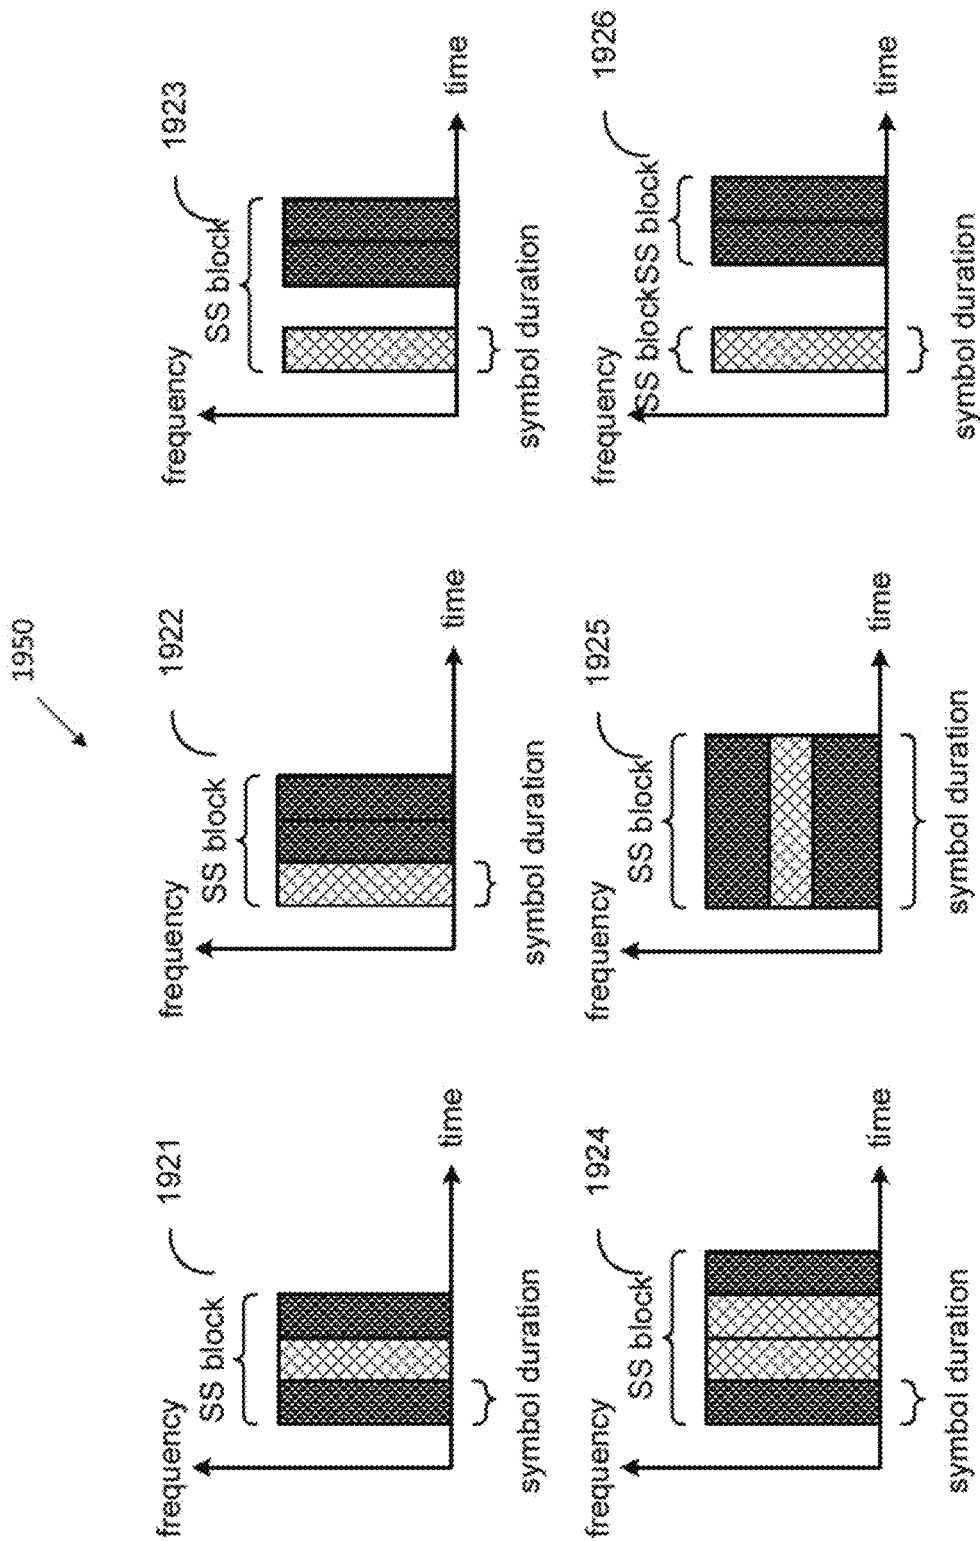 1950
frequency
SS block
1921
time
symbol duration
frequency
SS block
1922
time
symbol duration
frequency
SS block
1923
time
symbol duration
frequency
SS block
1924
time
symbol duration
frequency
SS block
1925
time
symbol duration
frequency
SS block SS block
1926
time
symbol duration